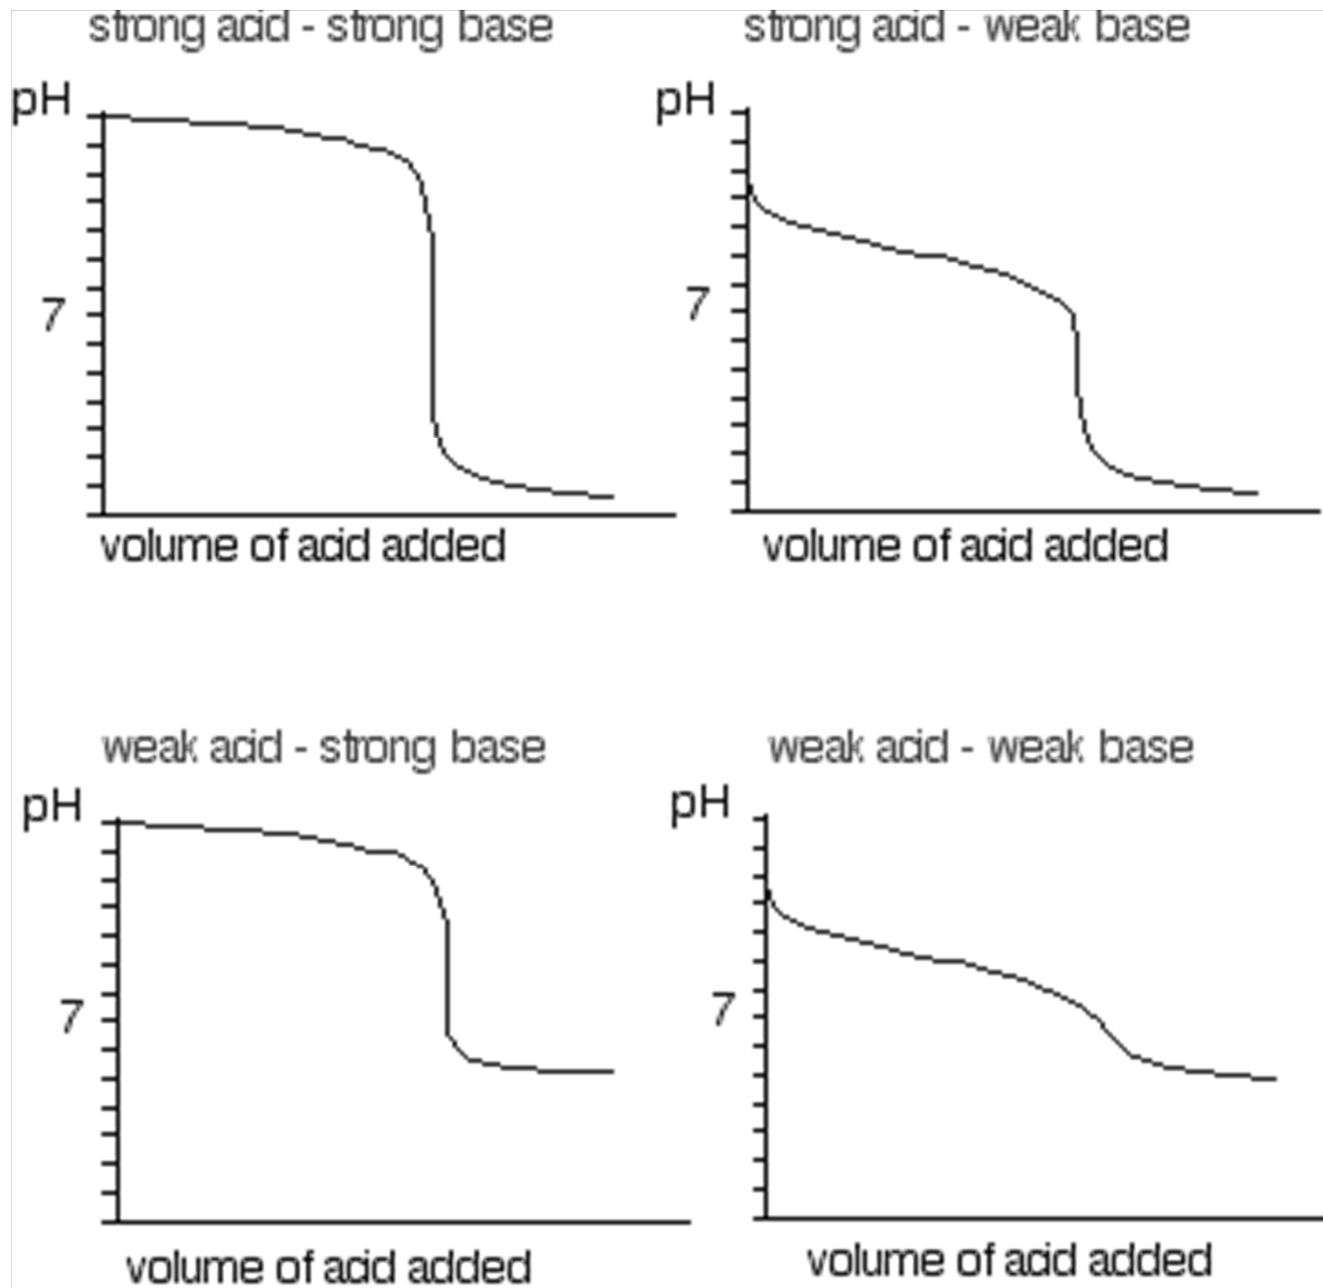 strong acid - strong base
pH
7
volume of acid added
strong acid - weak base
pH
7
volume of acid added
weak acid - strong base
pH
7
volume of acid added
weak acid - weak base
pH
7
volume of acid added